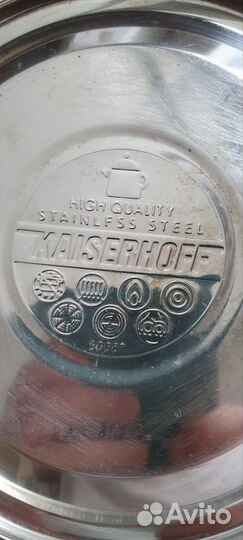 HIGH QUALITY
STAINLESS STEEL
KAISERHOFF
Avito